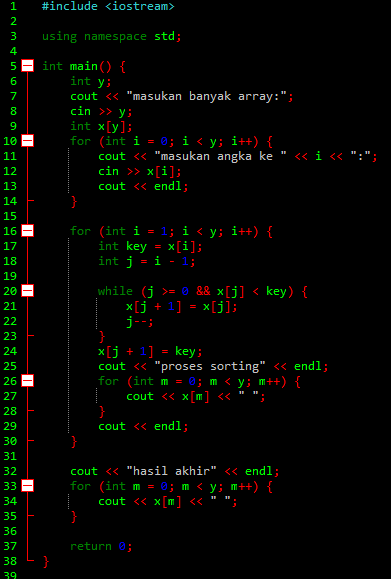 1 #include <iostream>
2
3 using namespace std;
4
5 int main() {
6     int y;
7     cout << "masukan banyak array:";
8     cin >> y;
9     int x[y];
10     for (int i = 0; i < y; i++) {
11         cout << "masukan angka ke " << i << ":";
12         cin >> x[i];
13         cout << endl;
14     }
15
16     for (int i = 1; i < y; i++) {
17         int key = x[i];
18         int j = i - 1;
19
20         while (j >= 0 && x[j] < key) {
21             x[j + 1] = x[j];
22             j--;
23         }
24         x[j + 1] = key;
25         cout << "proses sorting" << endl;
26         for (int m = 0; m < y; m++) {
27             cout << x[m] << " ";
28         }
29         cout << endl;
30     }
31
32     cout << "hasil akhir" << endl;
33     for (int m = 0; m < y; m++) {
34         cout << x[m] << " ";
35     }
36
37     return 0;
38 }
39